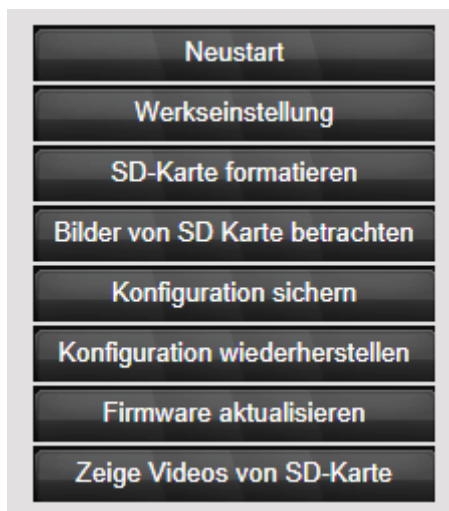 Neustart
Werkseinstellung
SD-Karte formatieren
Bilder von SD Karte betrachten
Konfiguration sichern
Konfiguration wiederherstellen
Firmware aktualisieren
Zeige Videos von SD-Karte